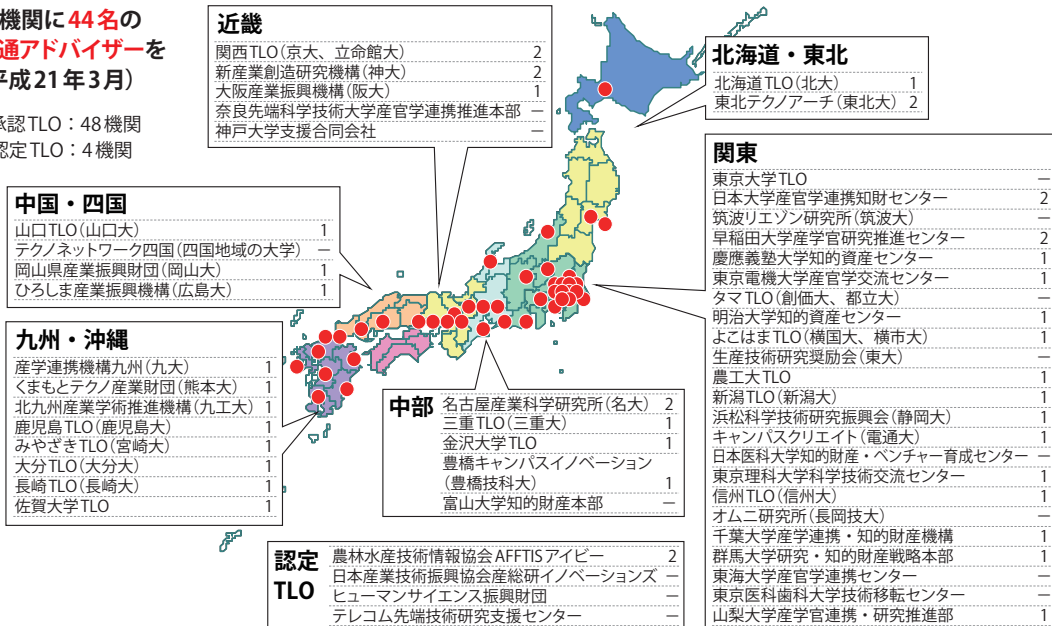 機関に44名の
通アドバイザーを
平成21年3月）
承認TLO：48機関
認定TLO：4機関
近畿
関西TLO（京大、立命館大） 2
新産業創造研究機構（神大） 2
大阪産業振興機構（阪大） 1
奈良先端科学技術大学産官学連携推進本部 －
神戸大学支援合同会社 －
北海道・東北
北海道TLO（北大） 1
東北テクノアーチ（東北大） 2
中国・四国
山口TLO（山口大） 1
テクノネットワーク四国（四国地域の大学） －
岡山県産業振興財団（岡山大） 1
ひろしま産業振興機構（広島大） 1
九州・沖縄
産学連携機構九州（九大） 1
くまもとテクノ産業財団（熊本大） 1
北九州産業学術推進機構（九工大） 1
鹿児島TLO（鹿児島大） 1
みやざきTLO（宮崎大） 1
大分TLO（大分大） 1
長崎TLO（長崎大） 1
佐賀大学TLO 1
中部
名古屋産業科学研究所（名大） 2
三重TLO（三重大） 1
金沢大学TLO 1
豊橋キャンパスイノベーション
（豊橋技科大） 1
富山大学知的財産本部 －
認定
TLO
農林水産技術情報協会AFFTISアイピー 2
日本産業技術振興協会産総研イノベーションズ －
ヒューマンサイエンス振興財団 －
テレコム先端技術研究支援センター －
関東
東京大学TLO －
日本大学産官学連携知財センター 2
筑波リエゾン研究所（筑波大） －
早稲田大学産学官研究推進センター 2
慶應義塾大学知的資産センター 1
東京電機大学産官学交流センター 1
タマTLO（創価大、都立大） －
明治大学知的資産センター 1
よこはまTLO（横国大、横市大） 1
生産技術研究奨励会（東大） －
農工大TLO 1
新潟TLO（新潟大） 1
浜松科学技術研究振興会（静岡大） 1
キャンパスクリエイト（電通大） 1
日本医科大学知的財産・ベンチャー育成センター －
東京理科大学科学技術交流センター 1
信州TLO（信州大） 1
オムニ研究所（長岡技大） －
千葉大学産学連携・知的財産機構 1
群馬大学研究・知的財産戦略本部 1
東海大学産官学連携センター －
東京医科歯科大学技術移転センター －
山梨大学産学官連携・研究推進部 1